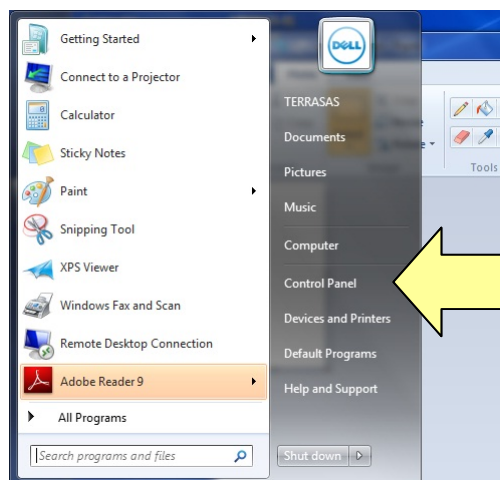 Getting Started
Connect to a Projector
Calculator
Sticky Notes
Paint
Snipping Tool
XPS Viewer
Windows Fax and Scan
Remote Desktop Connection
Adobe Reader 9
All Programs
Search programs and files
DELL
TERRASAS
Documents
Pictures
Music
Computer
Control Panel
Devices and Printers
Default Programs
Help and Support
Shut down
Tools